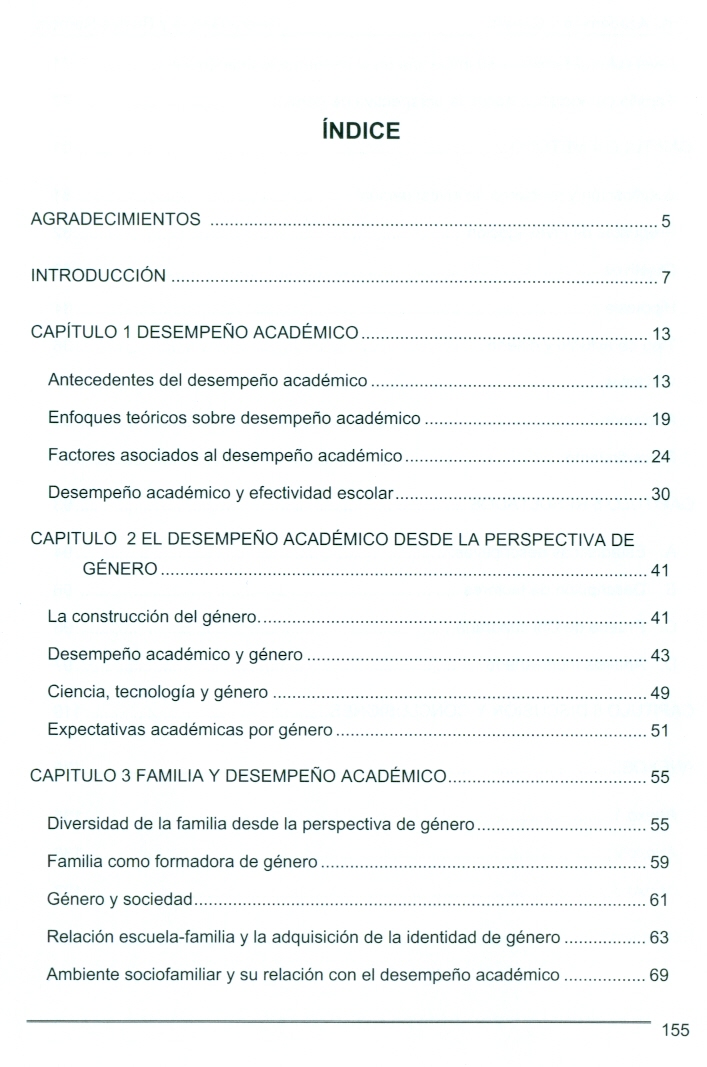 ÍNDICE
AGRADECIMIENTOS ........ 5
INTRODUCCIÓN ........ 7
CAPÍTULO 1 DESEMPEÑO ACADÉMICO ........ 13
Antecedentes del desempeño académico ........ 13
Enfoques teóricos sobre desempeño académico ........ 19
Factores asociados al desempeño académico ........ 24
Desempeño académico y efectividad escolar ........ 30
CAPITULO 2 EL DESEMPEÑO ACADÉMICO DESDE LA PERSPECTIVA DE
GÉNERO ........ 41
La construcción del género ........ 41
Desempeño académico y género ........ 43
Ciencia, tecnología y género ........ 49
Expectativas académicas por género ........ 51
CAPITULO 3 FAMILIA Y DESEMPEÑO ACADÉMICO ........ 55
Diversidad de la familia desde la perspectiva de género ........ 55
Familia como formadora de género ........ 59
Género y sociedad ........ 61
Relación escuela-familia y la adquisición de la identidad de género ........ 63
Ambiente sociofamiliar y su relación con el desempeño académico ........ 69
155